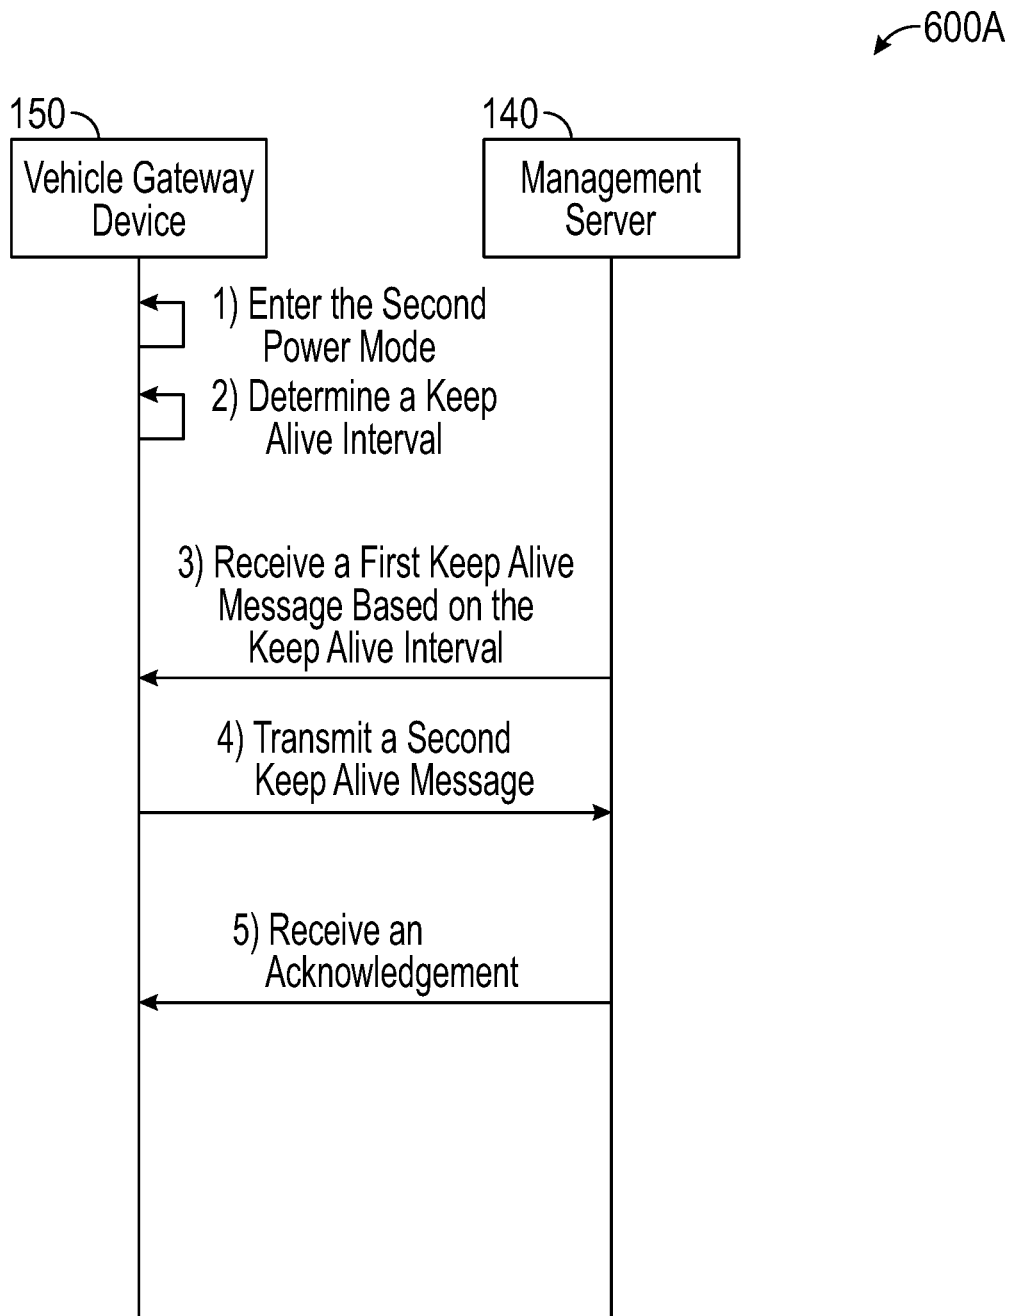 600A
150
140
Vehicle Gateway
Device
Management
Server
1) Enter the Second
Power Mode
2) Determine a Keep
Alive Interval
3) Receive a First Keep Alive
Message Based on the
Keep Alive Interval
4) Transmit a Second
Keep Alive Message
5) Receive an
Acknowledgement